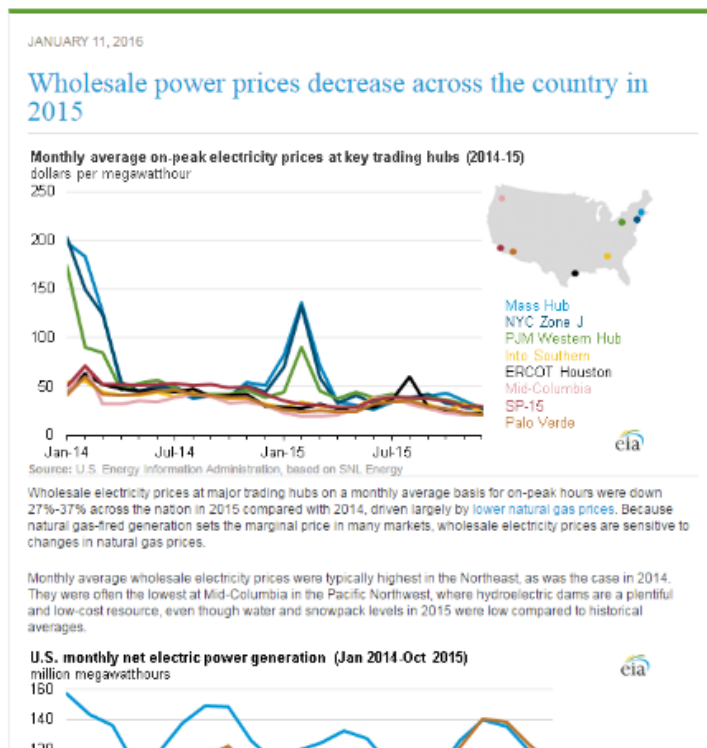 JANUARY 11, 2016
Wholesale power prices decrease across the country in
2015
Monthly average on-peak electricity prices at key trading hubs (2014-15)
dollars per megawatthour
250
200
150
100
50
0
Jan-14
Jul-14
Jan-15
Jul-15
Mass Hub
NYC Zone J
PJM Western Hub
Into Southern
ERCOT Houston
Mid-Columbia
SP-15
Palo Verde
eia
Source: U.S. Energy Information Administration, based on SNL Energy
Wholesale electricity prices at major trading hubs on a monthly average basis for on-peak hours were down
27%-37% across the nation in 2015 compared with 2014, driven largely by lower natural gas prices. Because
natural gas-fired generation sets the marginal price in many markets, wholesale electricity prices are sensitive to
changes in natural gas prices.
Monthly average wholesale electricity prices were typically highest in the Northeast, as was the case in 2014.
They were often the lowest at Mid-Columbia in the Pacific Northwest, where hydroelectric dams are a plentiful
and low-cost resource, even though water and snowpack levels in 2015 were low compared to historical
averages.
U.S. monthly net electric power generation (Jan 2014-Oct 2015)
million megawatthours
eia
160
140
120